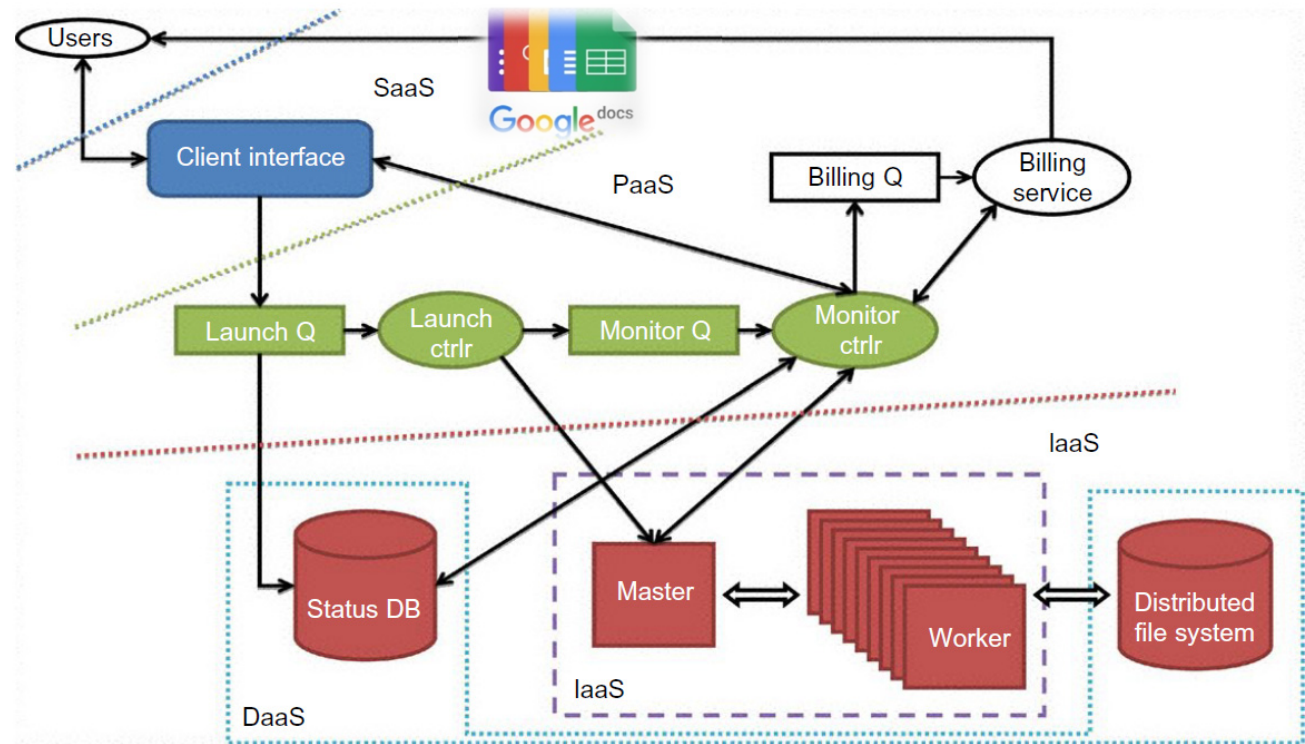 Users
SaaS
Google docs
Client interface
PaaS
Billing Q
Billing
service
Launch Q
Launch
ctrlr
Monitor Q
Monitor
ctrlr
IaaS
Status DB
Master
Worker
Distributed
file system
IaaS
DaaS